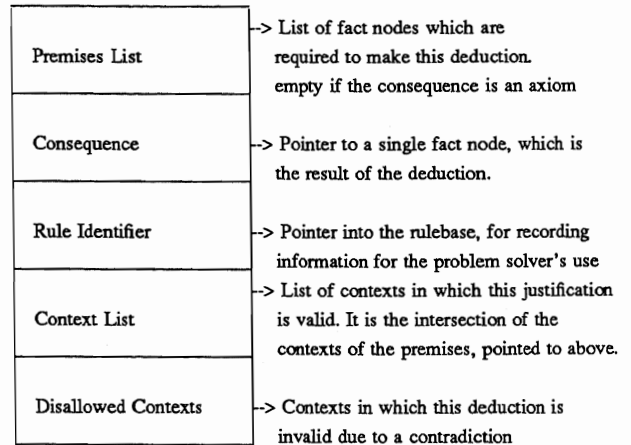 Premises List
--> List of fact nodes which are
required to make this deduction.
empty if the consequence is an axiom
Consequence
--> Pointer to a single fact node, which is
the result of the deduction.
Rule Identifier
--> Pointer into the rulebase, for recording
information for the problem solver's use
Context List
--> List of contexts in which this justification
is valid. It is the intersection of the
contexts of the premises, pointed to above.
Disallowed Contexts
--> Contexts in which this deduction is
invalid due to a contradiction